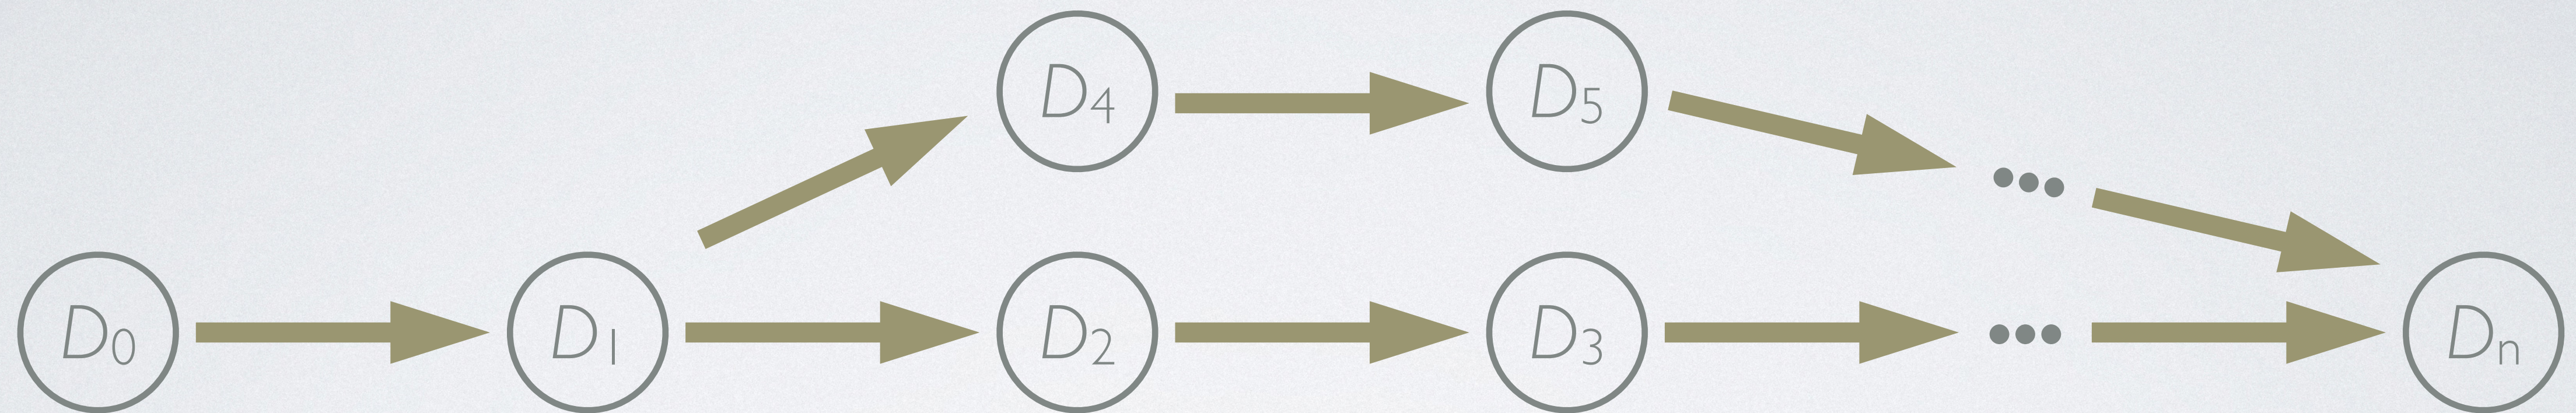 D₄ D₅
D₀ D₁ D₂ D₃ Dₙ